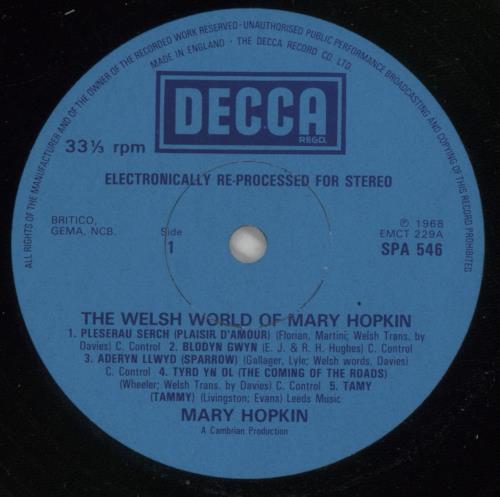 ALL RIGHTS OF THE MANUFACTURER AND OF THE OWNER OF THE RECORDED WORK RESERVED · UNAUTHORISED PUBLIC PERFORMANCE BROADCASTING AND COPYING OF THIS RECORD PROHIBITED
MADE IN ENGLAND · THE DECCA RECORD CO. LTD.
DECCA
REGD.
33⅓ rpm
ELECTRONICALLY RE-PROCESSED FOR STEREO
BRITICO,
GEMA, NCB.
Side
1
℗ 1968
EMCT 229A
SPA 546
THE WELSH WORLD OF MARY HOPKIN
1. PLESERAU SERCH (PLAISIR D'AMOUR) (Florian, Martini; Welsh Trans. by
Davies) C. Control 2. BLODYN GWYN (E. J. & R. H. Hughes) C. Control
3. ADERYN LLWYD (SPARROW) (Gallager, Lyle; Welsh words, Davies)
C. Control 4. TYRD YN OL (THE COMING OF THE ROADS)
(Wheeler; Welsh Trans. by Davies) C. Control 5. TAMY
(TAMMY) (Livingston; Evans) Leeds Music
MARY HOPKIN
A Cambrian Production